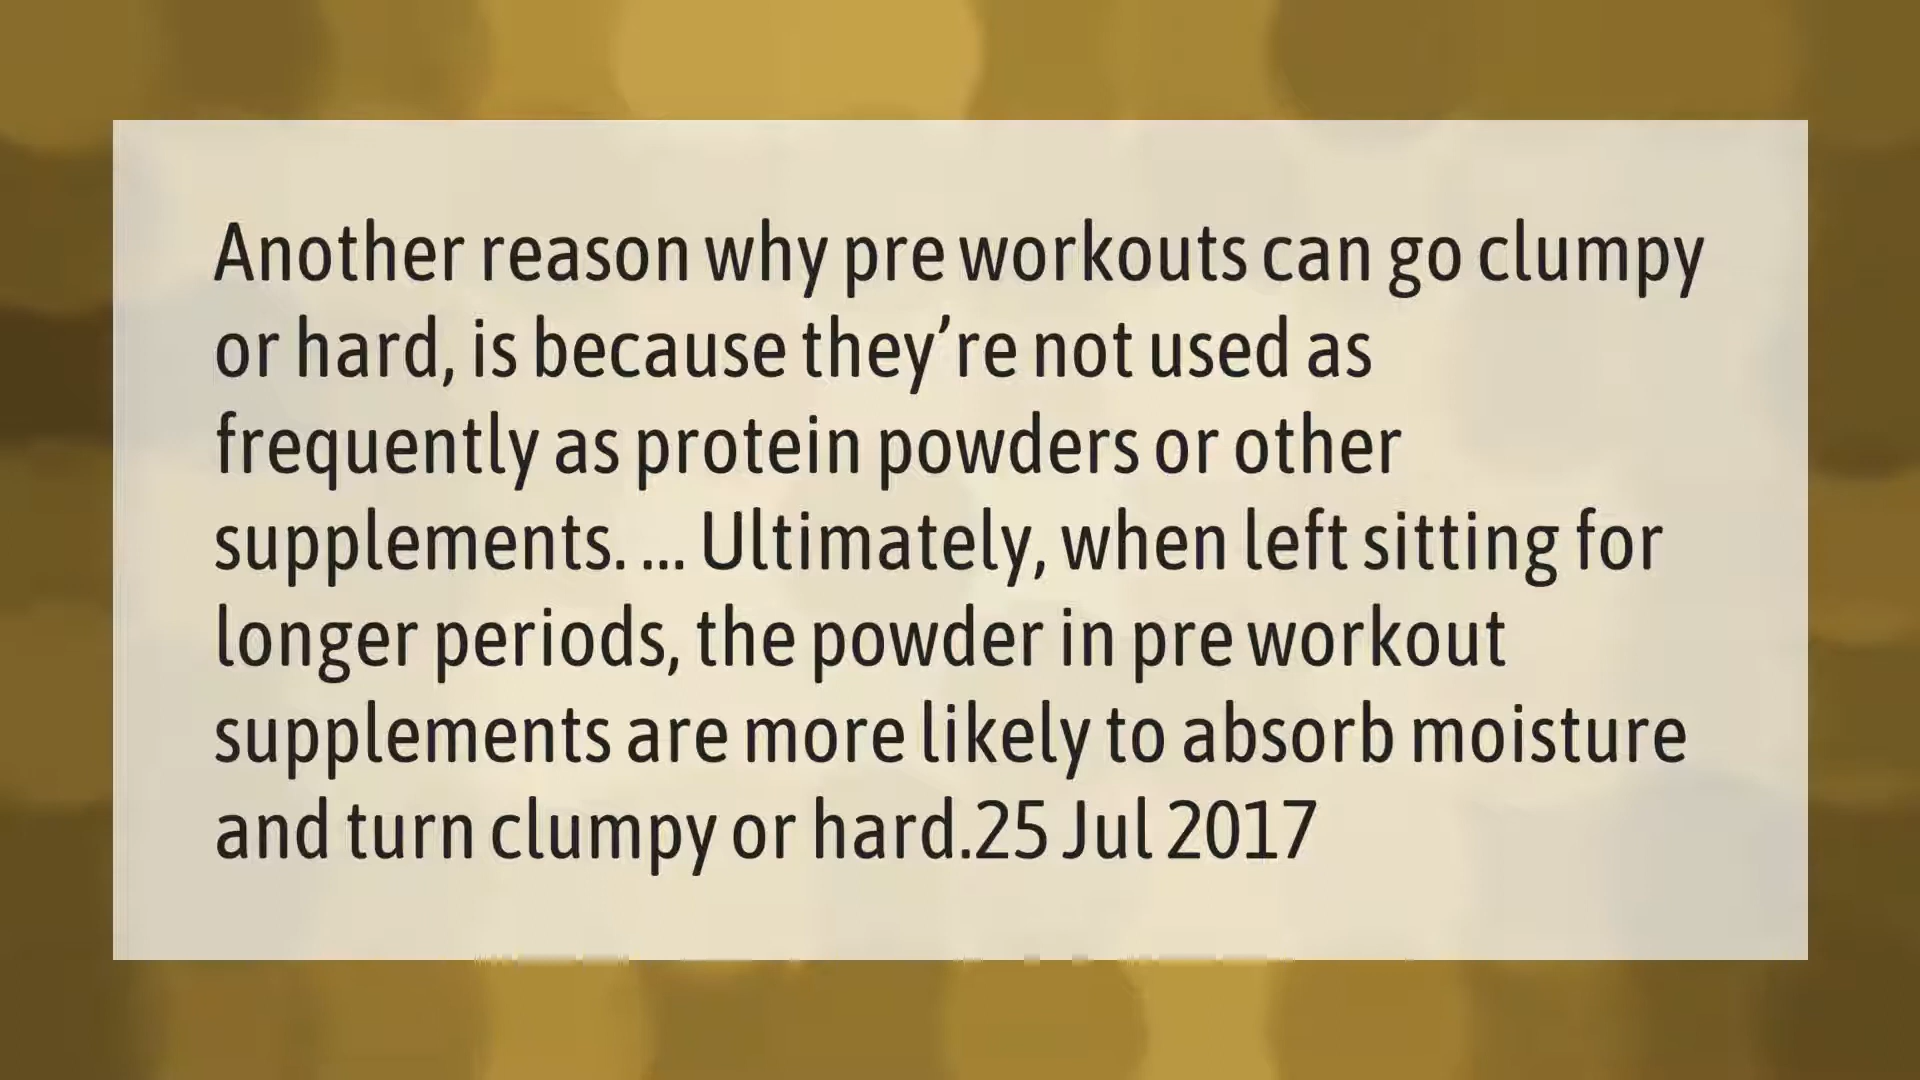 Another reason why pre workouts can go clumpy
or hard, is because they’re not used as
frequently as protein powders or other
supplements. ... Ultimately, when left sitting for
longer periods, the powder in pre workout
supplements are more likely to absorb moisture
and turn clumpy or hard.25 Jul 2017